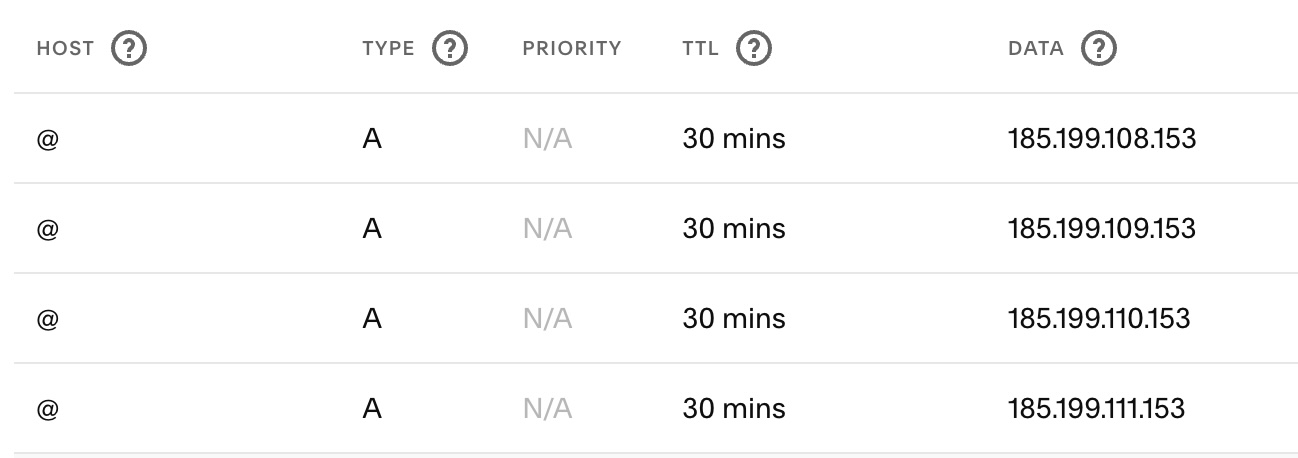 HOST ? TYPE ? PRIORITY TTL ? DATA ?
@ A N/A 30 mins 185.199.108.153
@ A N/A 30 mins 185.199.109.153
@ A N/A 30 mins 185.199.110.153
@ A N/A 30 mins 185.199.111.153